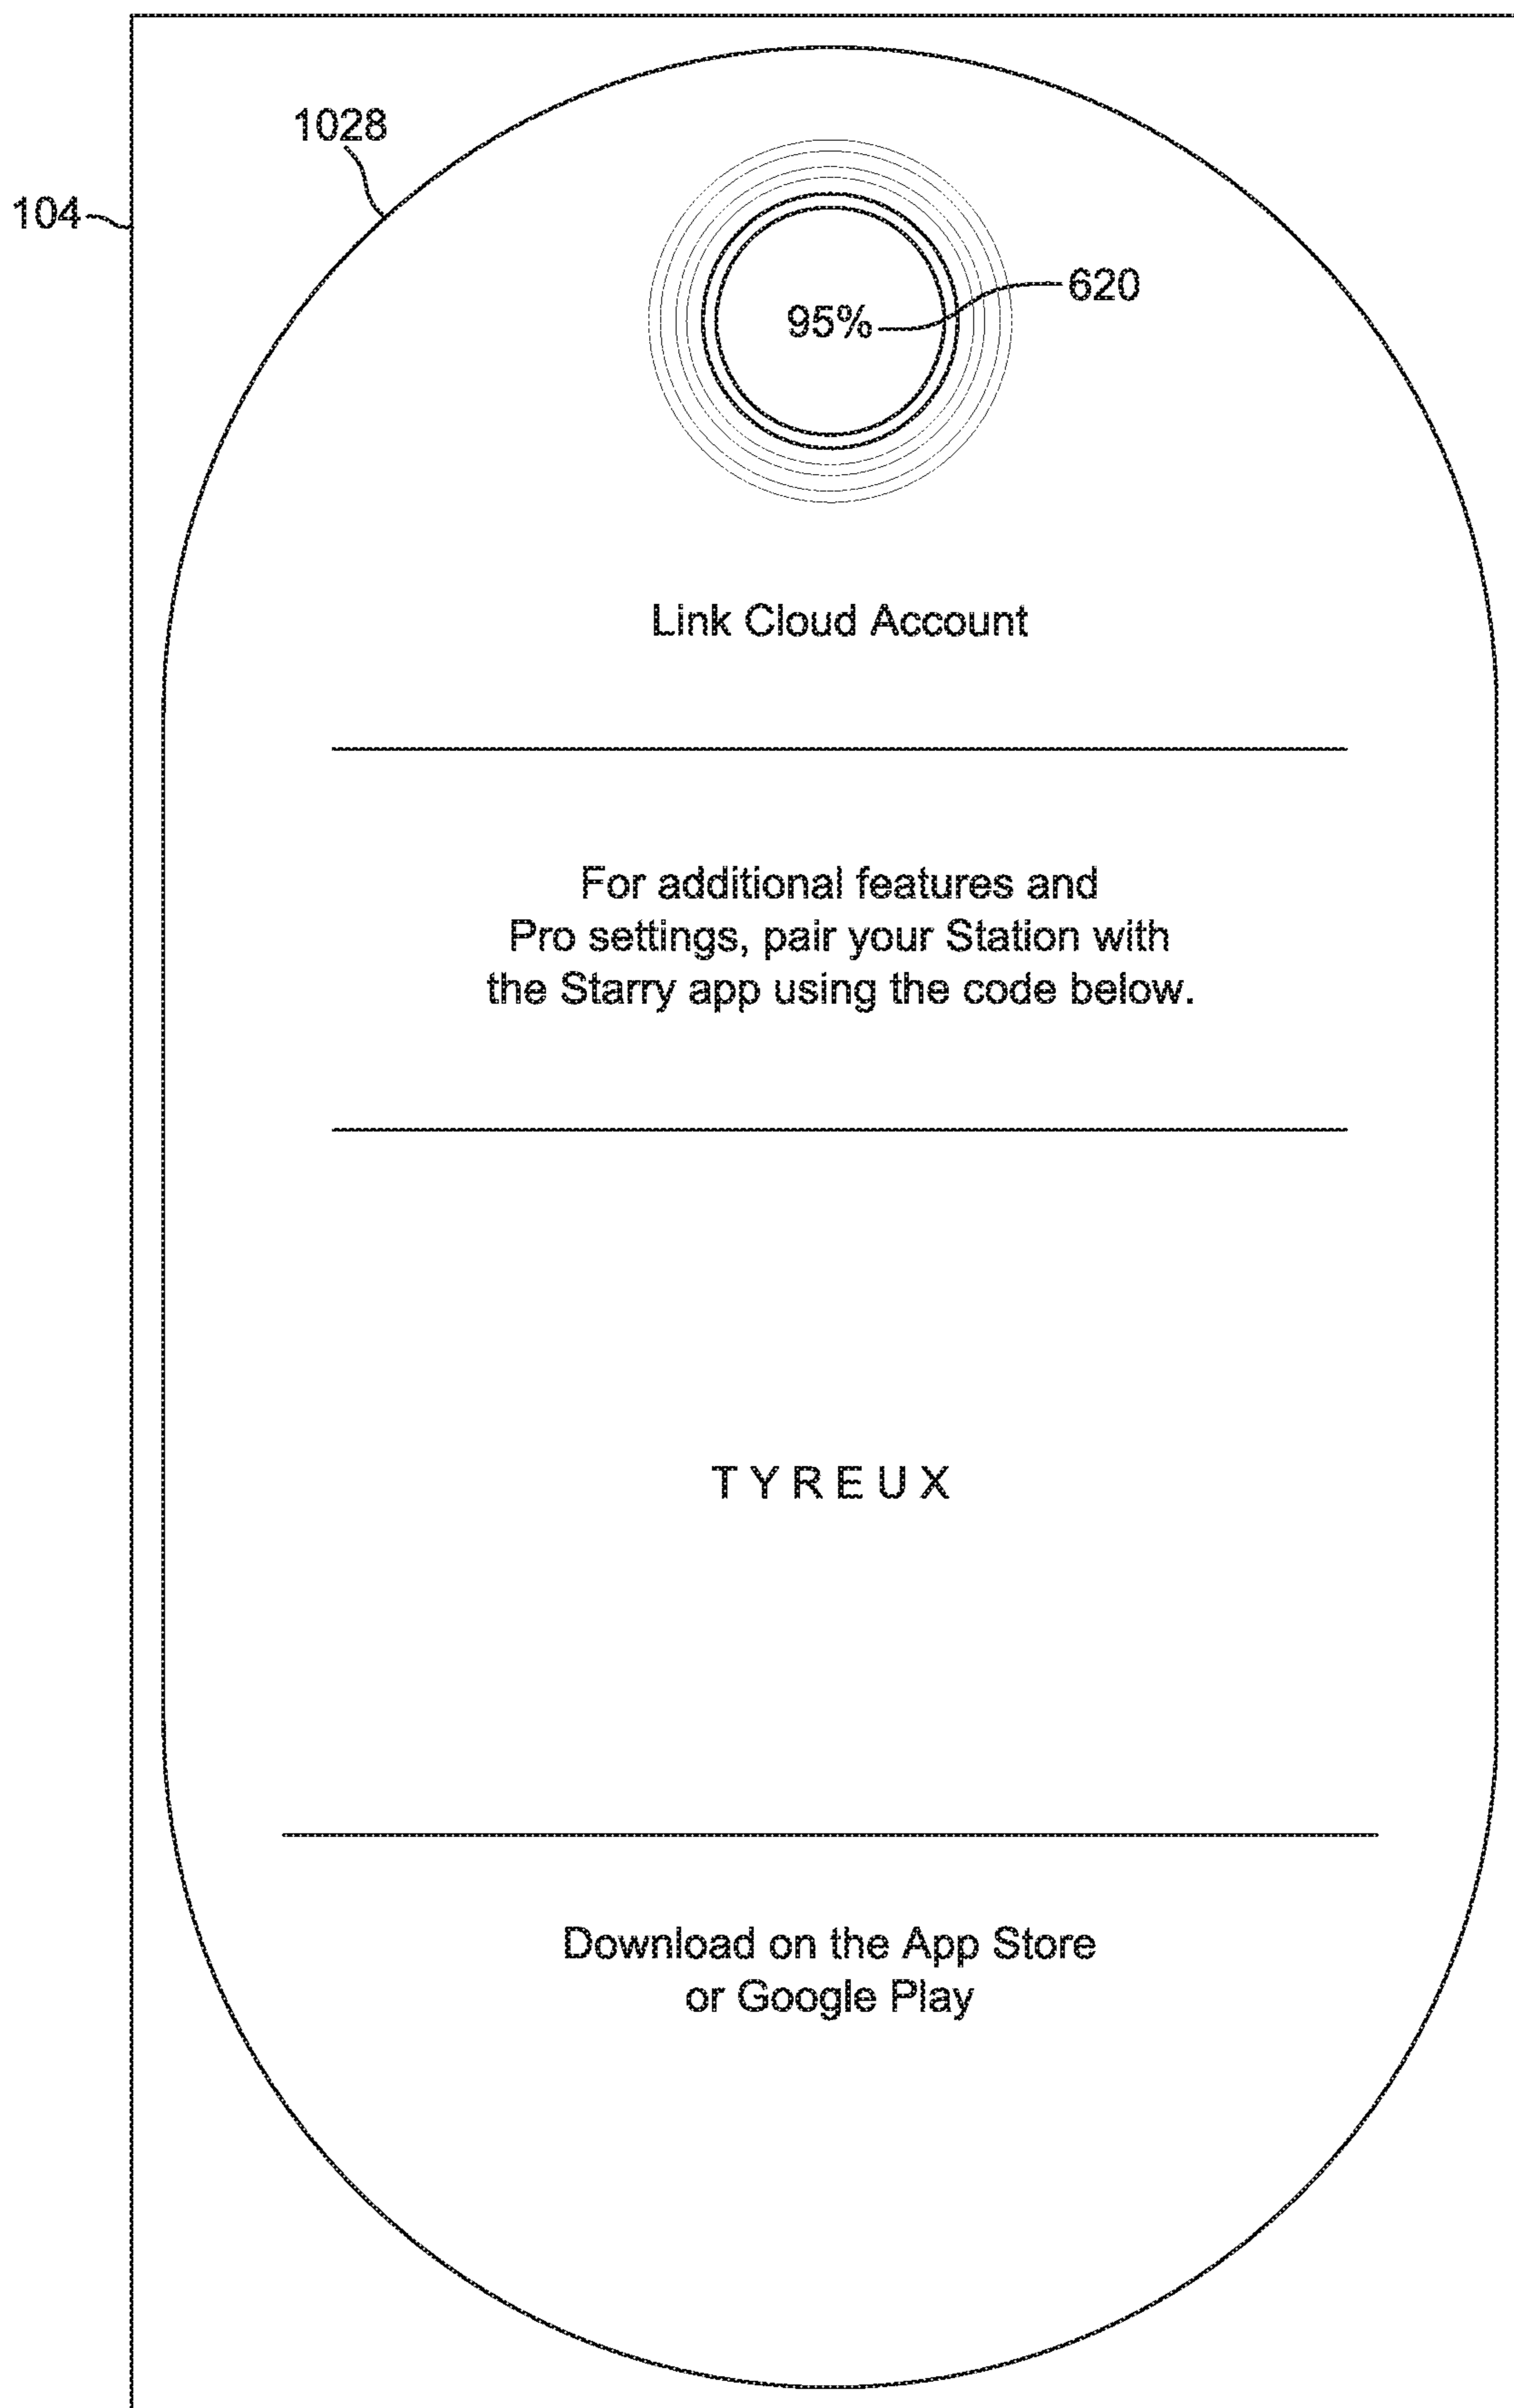 1028
104
620
95%
Link Cloud Account
For additional features and
Pro settings, pair your Station with
the Starry app using the code below.
TYREUX
Download on the App Store
or Google Play